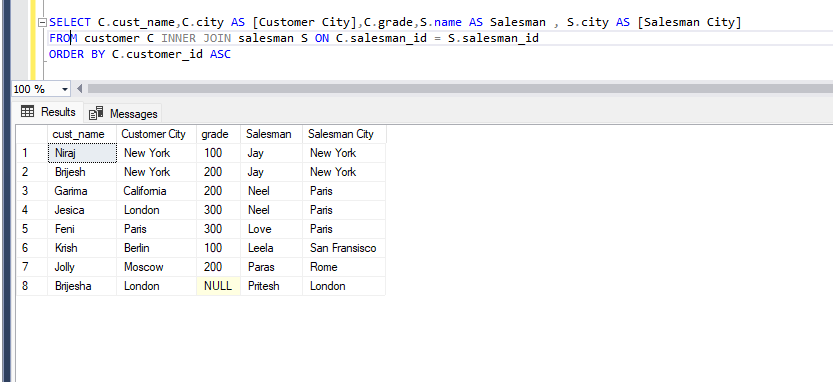 SELECT C.cust_name,C.city AS [Customer City],C.grade,S.name AS Salesman , S.city AS [Salesman City]
FROM customer C INNER JOIN salesman S ON C.salesman_id = S.salesman_id
ORDER BY C.customer_id ASC
100 %
Results Messages
cust_name Customer City grade Salesman Salesman City
1 Niraj New York 100 Jay New York
2 Brijesh New York 200 Jay New York
3 Garima California 200 Neel Paris
4 Jesica London 300 Neel Paris
5 Feni Paris 300 Love Paris
6 Krish Berlin 100 Leela San Fransisco
7 Jolly Moscow 200 Paras Rome
8 Brijesha London NULL Pritesh London